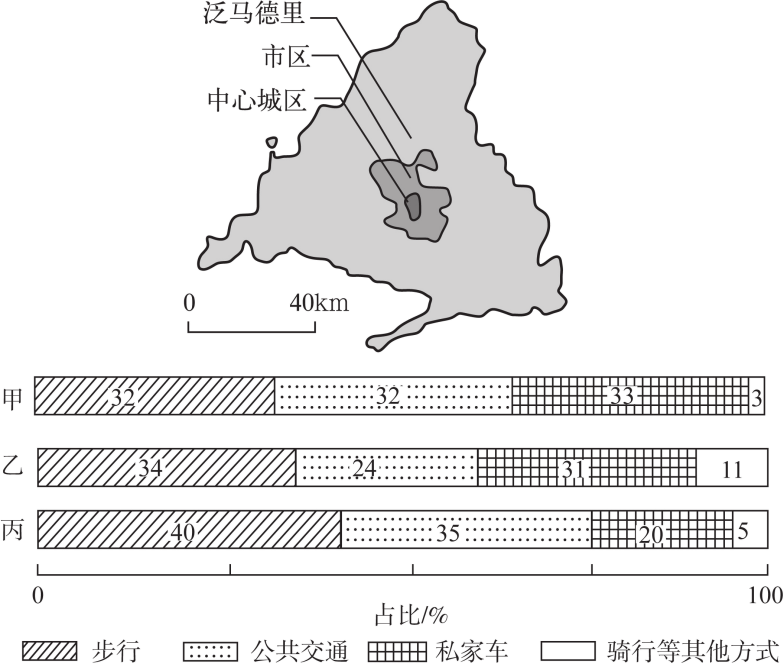 泛马德里
市区
中心城区
0 40km
甲 32 32 33 3
乙 34 24 31 11
丙 40 35 20 5
0 100
占比/%
步行 公共交通 私家车 骑行等其他方式